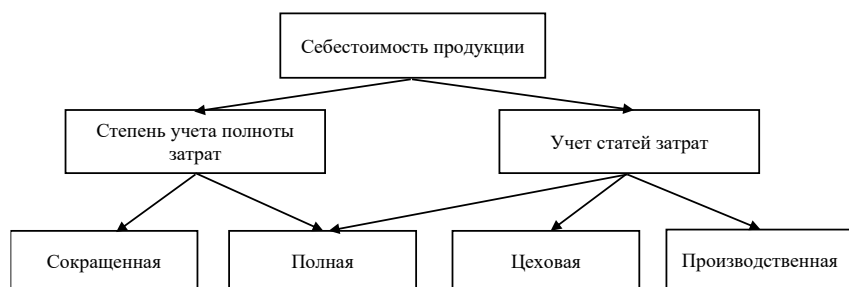 Себестоимость продукции
Степень учета полноты
затрат
Учет статей затрат
Сокращенная
Полная
Цеховая
Производственная